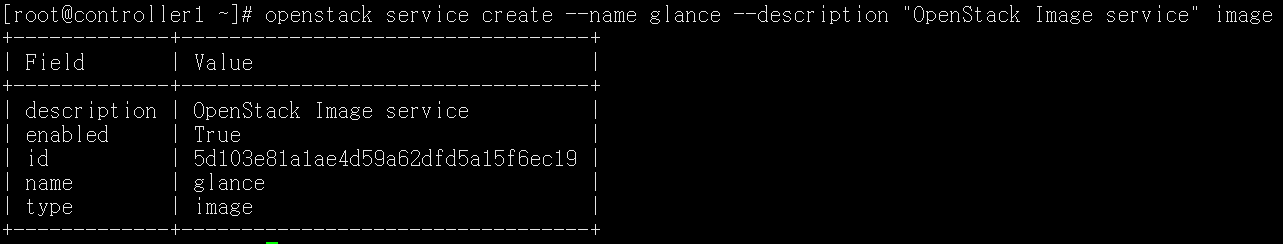 [root@controller1 ~]# openstack service create --name glance --description "OpenStack Image service" image
+-------------+----------------------------------+
| Field       | Value                            |
+-------------+----------------------------------+
| description | OpenStack Image service          |
| enabled     | True                             |
| id          | 5d103e81a1ae4d59a62dfd5a15f6ec19 |
| name        | glance                           |
| type        | image                            |
+-------------+----------------------------------+